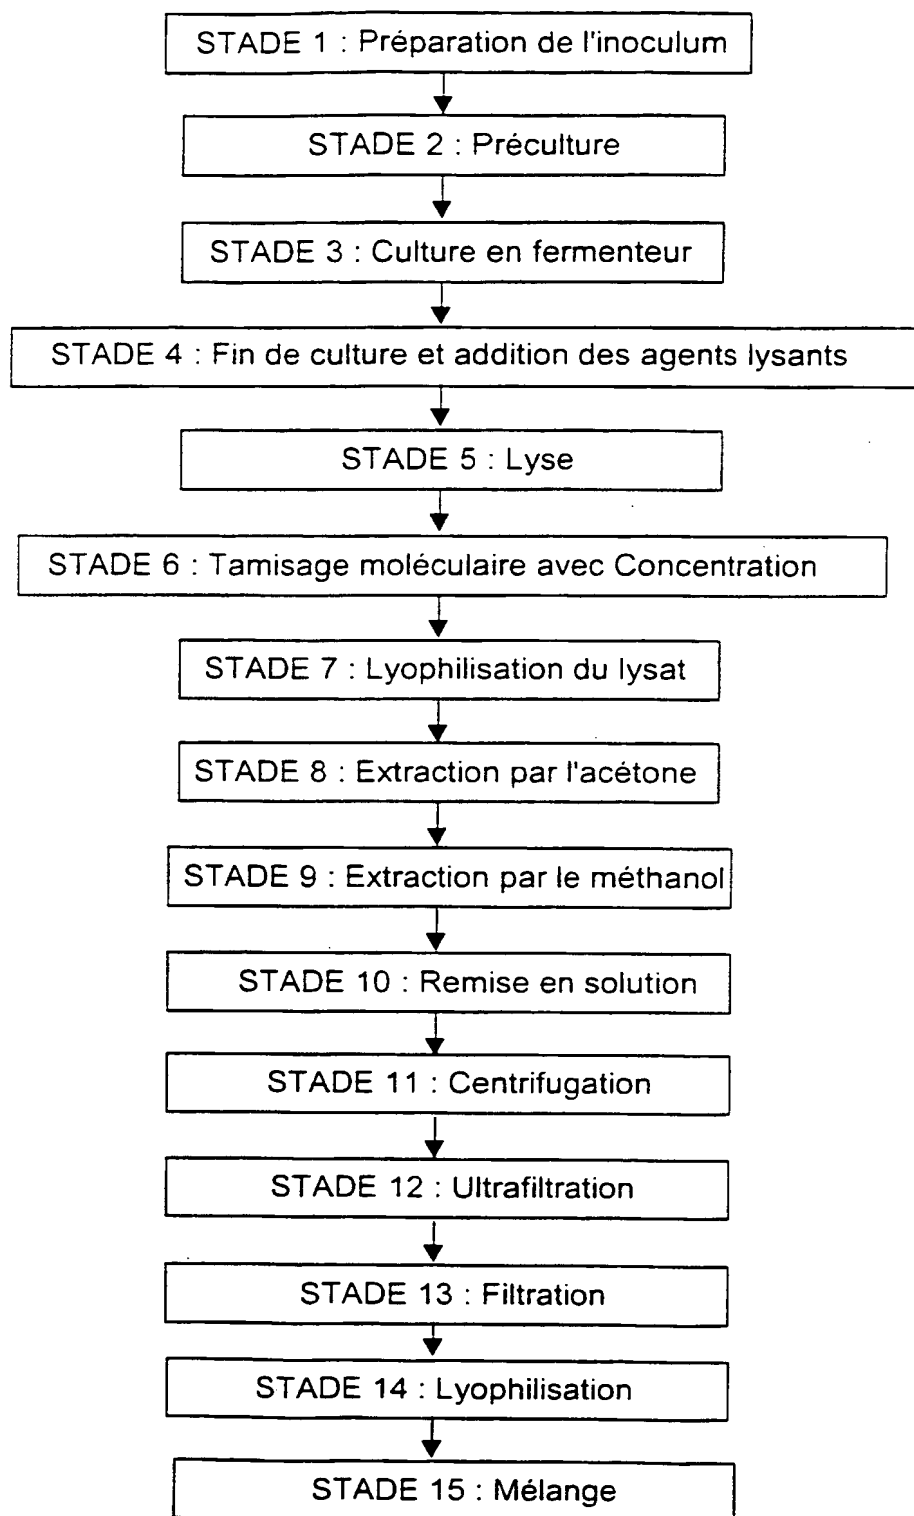 STADE 1 : Préparation de l'inoculum
STADE 2 : Préculture
STADE 3 : Culture en fermenteur
STADE 4 : Fin de culture et addition des agents lysants
STADE 5 : Lyse
STADE 6 : Tamisage moléculaire avec Concentration
STADE 7 : Lyophilisation du lysat
STADE 8 : Extraction par l'acétone
STADE 9 : Extraction par le méthanol
STADE 10 : Remise en solution
STADE 11 : Centrifugation
STADE 12 : Ultrafiltration
STADE 13 : Filtration
STADE 14 : Lyophilisation
STADE 15 : Mélange